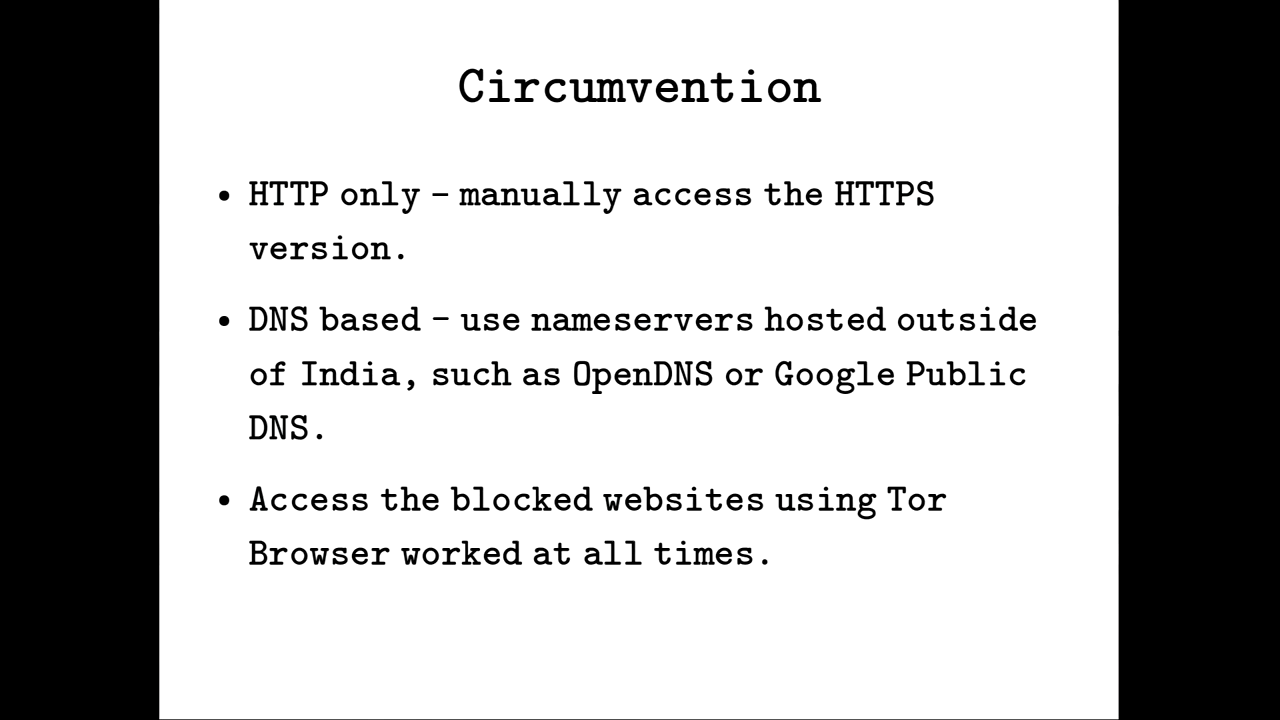 Circumvention
• HTTP only – manually access the HTTPS
version.
• DNS based – use nameservers hosted outside
of India, such as OpenDNS or Google Public
DNS.
• Access the blocked websites using Tor
Browser worked at all times.